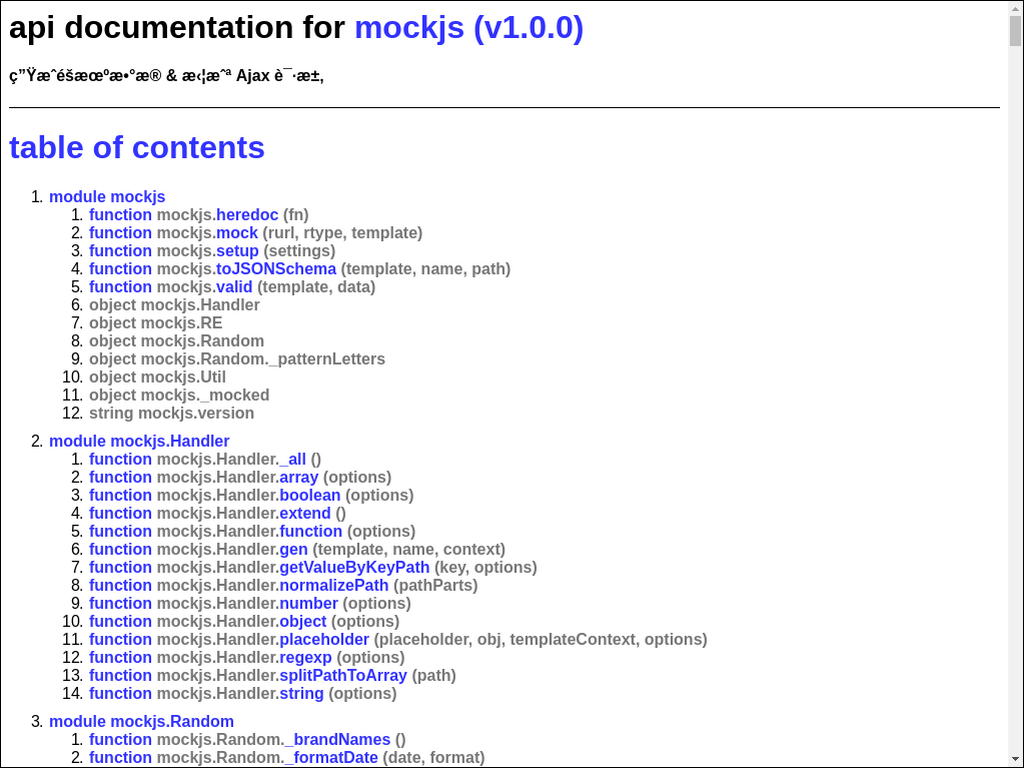 api documentation for mockjs (v1.0.0)
ç”Ÿæˆéšæœºæ•°æ® & æ‹¦æˆª Ajax è¯·æ±‚
table of contents
1. module mockjs
1. function mockjs.heredoc (fn)
2. function mockjs.mock (rurl, rtype, template)
3. function mockjs.setup (settings)
4. function mockjs.toJSONSchema (template, name, path)
5. function mockjs.valid (template, data)
6. object mockjs.Handler
7. object mockjs.RE
8. object mockjs.Random
9. object mockjs.Random._patternLetters
10. object mockjs.Util
11. object mockjs._mocked
12. string mockjs.version
2. module mockjs.Handler
1. function mockjs.Handler._all ()
2. function mockjs.Handler.array (options)
3. function mockjs.Handler.boolean (options)
4. function mockjs.Handler.extend ()
5. function mockjs.Handler.function (options)
6. function mockjs.Handler.gen (template, name, context)
7. function mockjs.Handler.getValueByKeyPath (key, options)
8. function mockjs.Handler.normalizePath (pathParts)
9. function mockjs.Handler.number (options)
10. function mockjs.Handler.object (options)
11. function mockjs.Handler.placeholder (placeholder, obj, templateContext, options)
12. function mockjs.Handler.regexp (options)
13. function mockjs.Handler.splitPathToArray (path)
14. function mockjs.Handler.string (options)
3. module mockjs.Random
1. function mockjs.Random._brandNames ()
2. function mockjs.Random._formatDate (date, format)